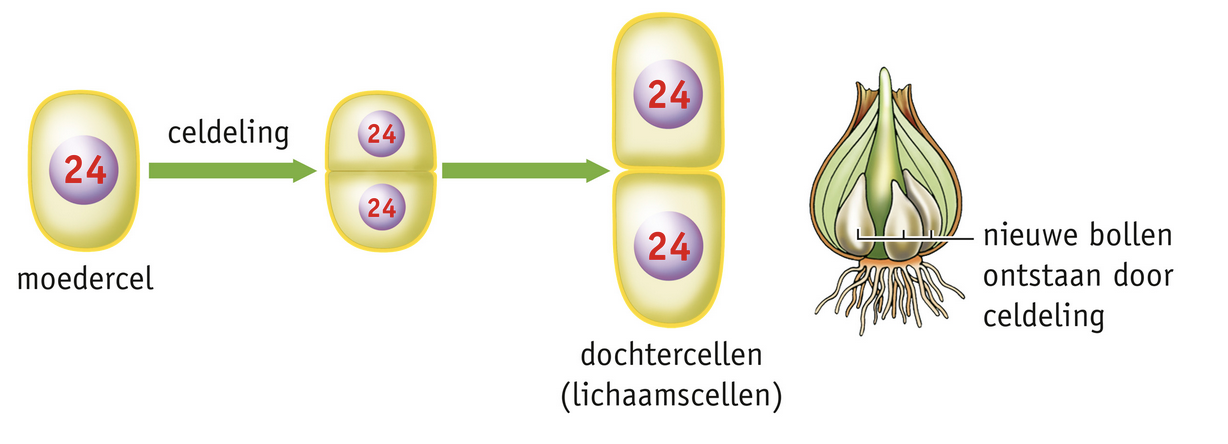 24
moedercel
celdeling
24
24
24
24
dochtercellen
(lichaamscellen)
nieuwe bollen
ontstaan door
celdeling